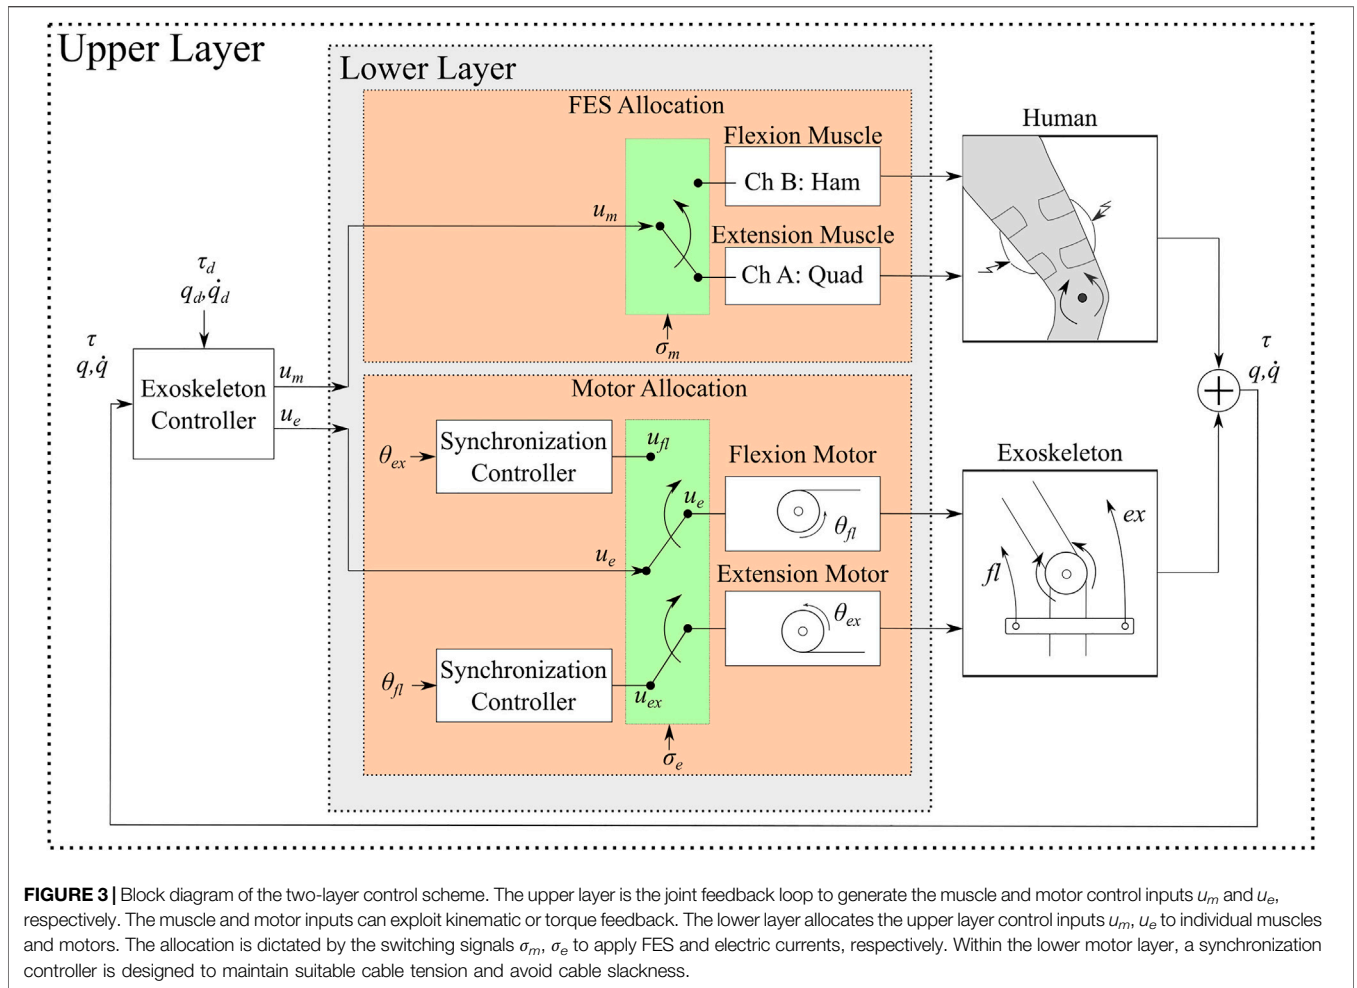 Upper Layer
Lower Layer
FES Allocation
Flexion Muscle
Ch B: Ham
u_m
Extension Muscle
Ch A: Quad
σ_m
Human
τ_d
q_d, q̇_d
τ
q, q̇
Exoskeleton
Controller
u_m
u_e
Motor Allocation
θ_ex
Synchronization
Controller
u_fl
u_e
u_e
Flexion Motor
θ_fl
Extension Motor
θ_ex
θ_fl
Synchronization
Controller
u_ex
σ_e
Exoskeleton
fl
ex
τ
q, q̇
FIGURE 3 | Block diagram of the two-layer control scheme. The upper layer is the joint feedback loop to generate the muscle and motor control inputs u_m and u_e,
respectively. The muscle and motor inputs can exploit kinematic or torque feedback. The lower layer allocates the upper layer control inputs u_m, u_e to individual muscles
and motors. The allocation is dictated by the switching signals σ_m, σ_e to apply FES and electric currents, respectively. Within the lower motor layer, a synchronization
controller is designed to maintain suitable cable tension and avoid cable slackness.